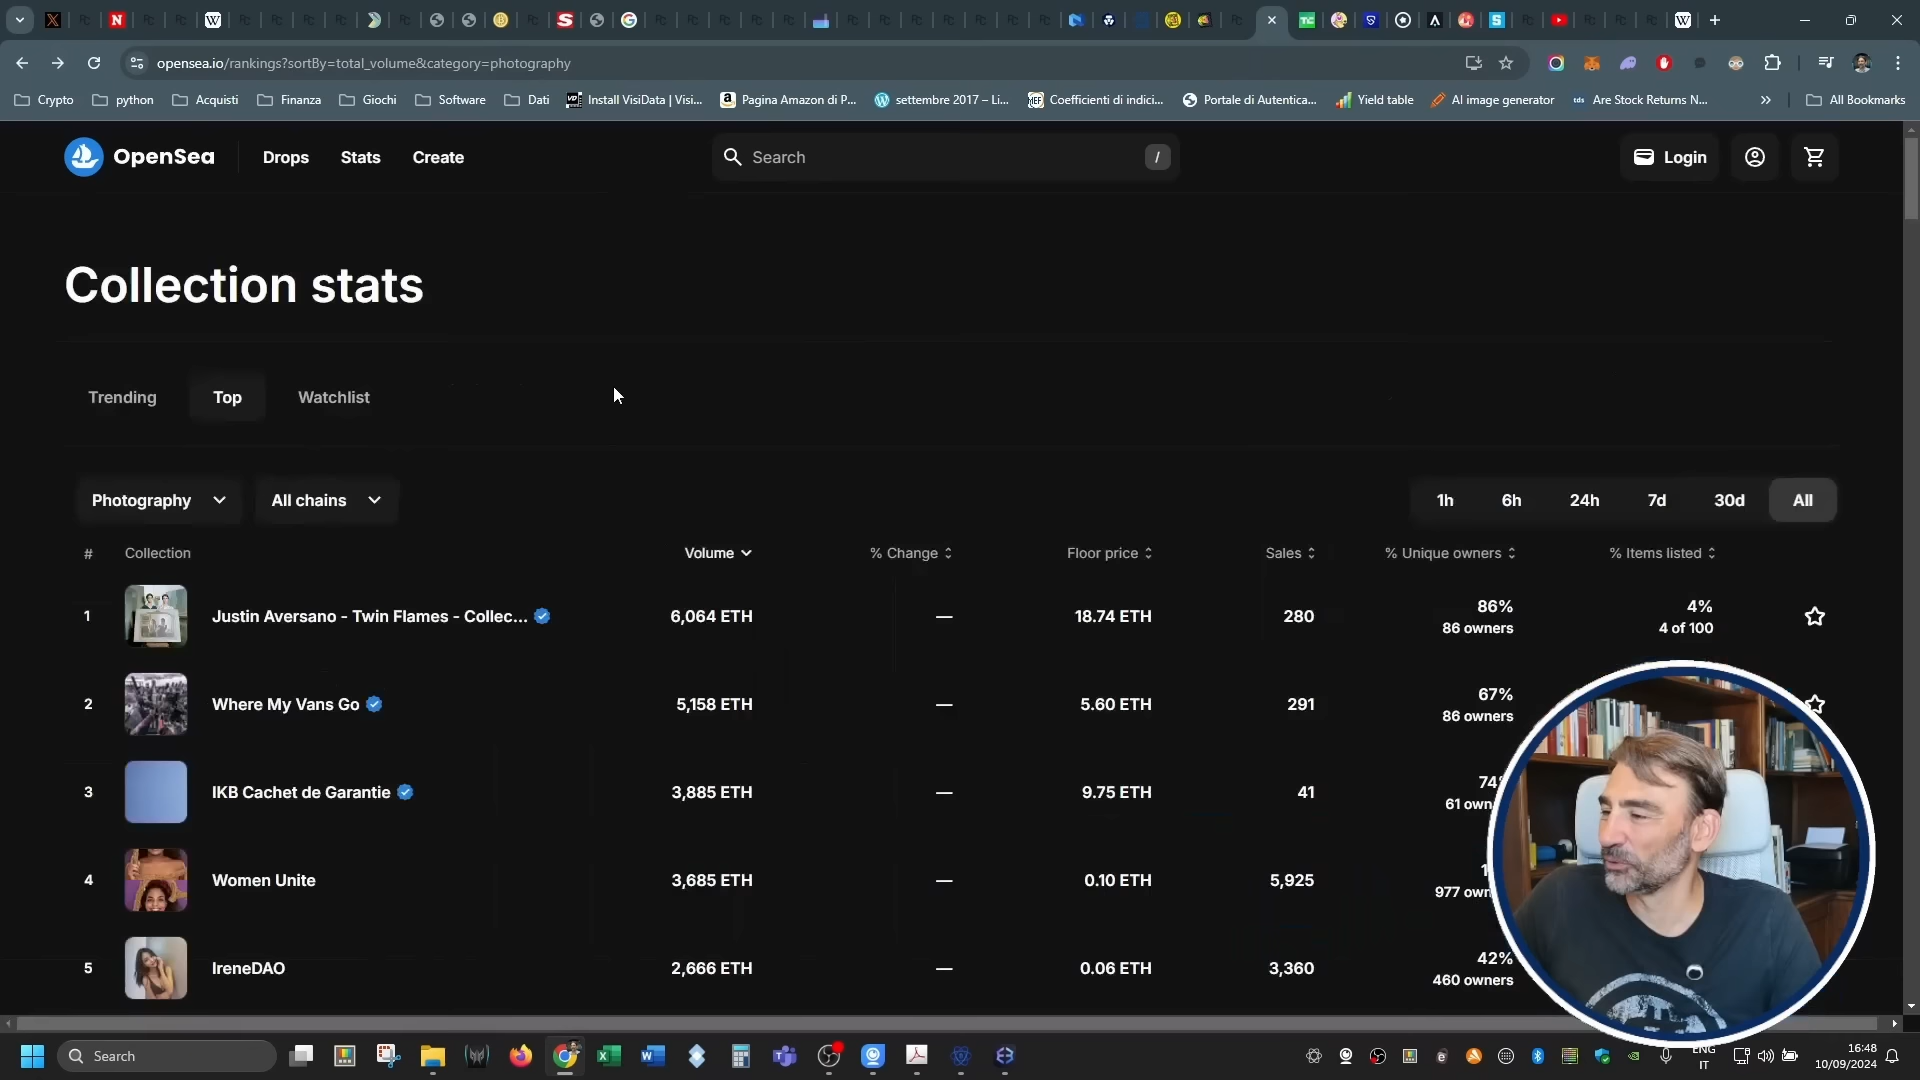 opensea.io/rankings?sortBy=total_volume&category=photography
Crypto
python
Acquisti
Finanza
Giochi
Software
Dati
Install VisiData | Visi...
Pagina Amazon di P...
settembre 2017 – Li...
Coefficienti di indici...
Portale di Autentica...
Yield table
AI image generator
Are Stock Returns N...
All Bookmarks
OpenSea
Drops
Stats
Create
Search
/
Login
Collection stats
Trending
Top
Watchlist
Photography
All chains
1h
6h
24h
7d
30d
All
# Collection Volume % Change Floor price Sales % Unique owners % Items listed
1 Justin Aversano - Twin Flames - Collec... 6,064 ETH — 18.74 ETH 280 86% 4%
86 owners 4 of 100
2 Where My Vans Go 5,158 ETH — 5.60 ETH 291 67%
86 owners
3 IKB Cachet de Garantie 3,885 ETH — 9.75 ETH 41
4 Women Unite 3,685 ETH — 0.10 ETH 5,925
5 IreneDAO 2,666 ETH — 0.06 ETH 3,360 42%
460 owners
Search
ENG
IT
16:48
10/09/2024